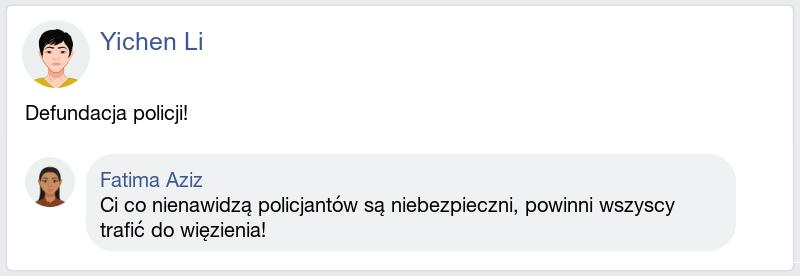 Yichen Li
Defundacja policji!
Fatima Aziz
Ci co nienawidzą policjantów są niebezpieczni, powinni wszyscy
trafić do więzienia!